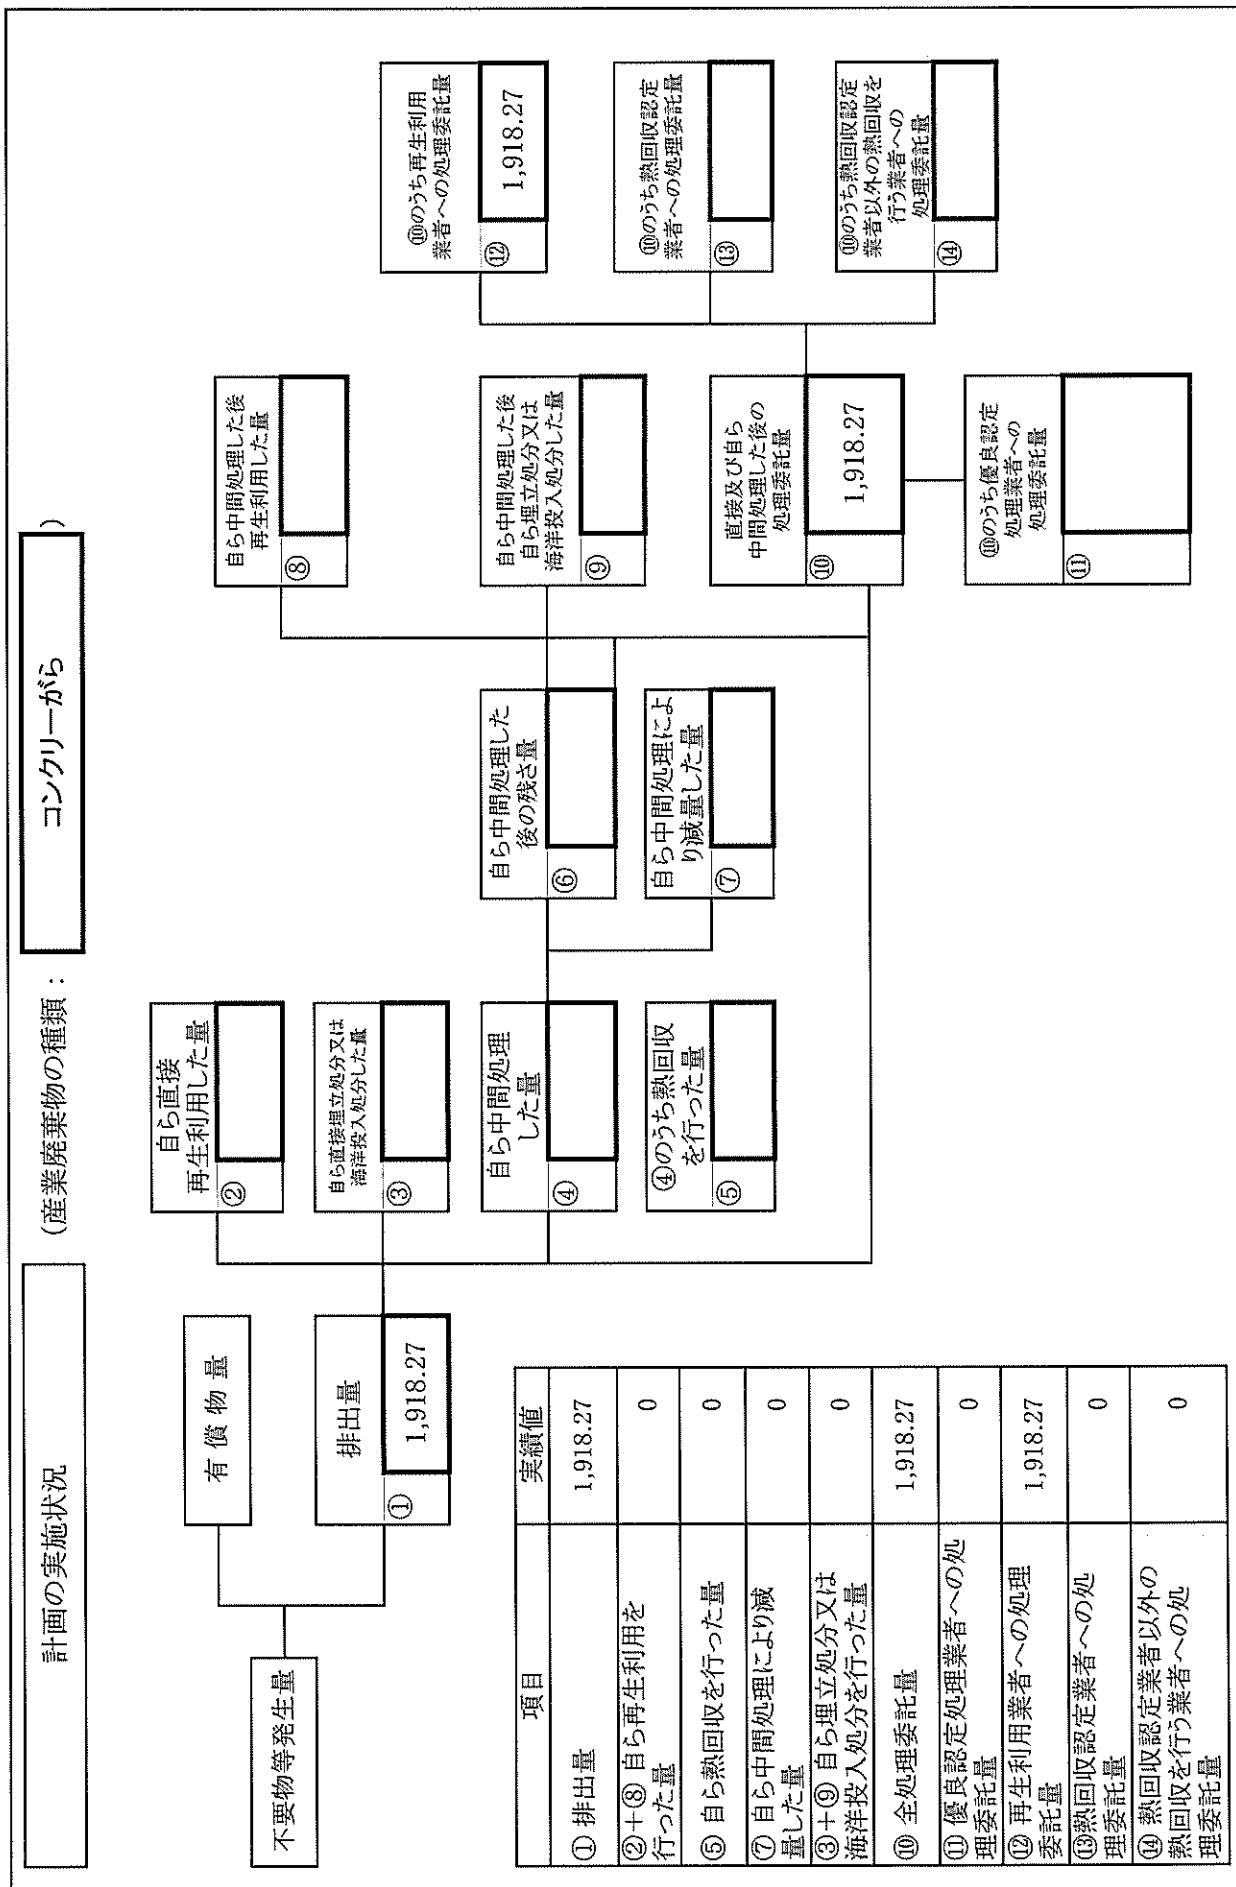 計画の実施状況
(産業廃棄物の種類：
コンクリーがら
)
不要物等発生量
有 償 物 量
排出量
①
1,918.27
自ら直接
再生利用した量
②
自ら直接埋立処分又は
海洋投入処分した量
③
自ら中間処理
した量
④
④のうち熱回収
を行った量
⑤
自ら中間処理した
後の残さ量
⑥
自ら中間処理によ
り減量した量
⑦
自ら中間処理した後
再生利用した量
⑧
自ら中間処理した後
自ら埋立処分又は
海洋投入処分した量
⑨
直接及び自ら
中間処理した後の
処理委託量
⑩
1,918.27
⑩のうち優良認定
処理業者への
処理委託量
⑪
⑩のうち再生利用
業者への処理委託量
⑫
1,918.27
⑩のうち熱回収認定
業者への処理委託量
⑬
⑩のうち熱回収認定
業者以外の熱回収を
行う業者への
処理委託量
⑭
項目
実績値
① 排出量
1,918.27
②+⑧ 自ら再生利用を
行った量
0
⑤ 自ら熱回収を行った量
0
⑦ 自ら中間処理により減
量した量
0
③+⑨ 自ら埋立処分又は
海洋投入処分を行った量
0
⑩ 全処理委託量
1,918.27
⑪ 優良認定処理業者への処
理委託量
0
⑫ 再生利用業者への処理
委託量
1,918.27
⑬熱回収認定業者への処
理委託量
0
⑭ 熱回収認定業者以外の
熱回収を行う業者への処
理委託量
0